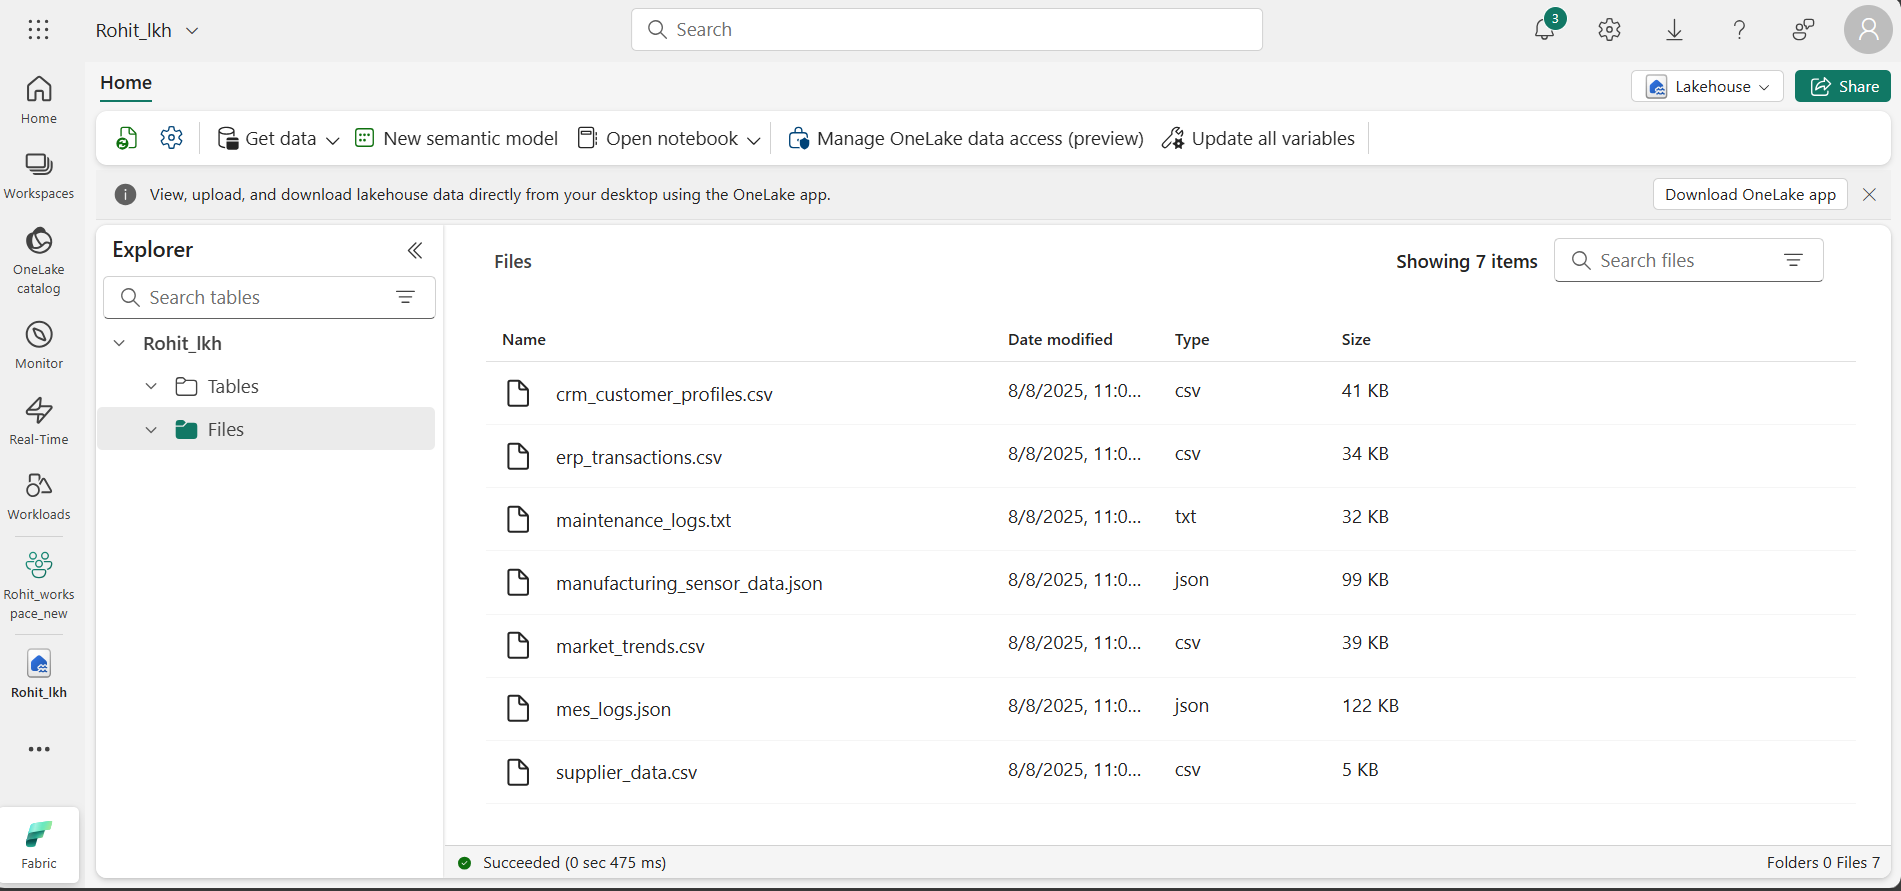 Rohit_lkh
Search
3
Home
Lakehouse
Share
Get data
New semantic model
Open notebook
Manage OneLake data access (preview)
Update all variables
View, upload, and download lakehouse data directly from your desktop using the OneLake app.
Download OneLake app
Home
Workspaces
OneLake
catalog
Monitor
Real-Time
Workloads
Rohit_works
pace_new
Rohit_lkh
Fabric
Explorer
Search tables
Rohit_lkh
Tables
Files
Files
Showing 7 items
Search files
Name Date modified Type Size
crm_customer_profiles.csv 8/8/2025, 11:0... csv 41 KB
erp_transactions.csv 8/8/2025, 11:0... csv 34 KB
maintenance_logs.txt 8/8/2025, 11:0... txt 32 KB
manufacturing_sensor_data.json 8/8/2025, 11:0... json 99 KB
market_trends.csv 8/8/2025, 11:0... csv 39 KB
mes_logs.json 8/8/2025, 11:0... json 122 KB
supplier_data.csv 8/8/2025, 11:0... csv 5 KB
Succeeded (0 sec 475 ms)
Folders 0 Files 7